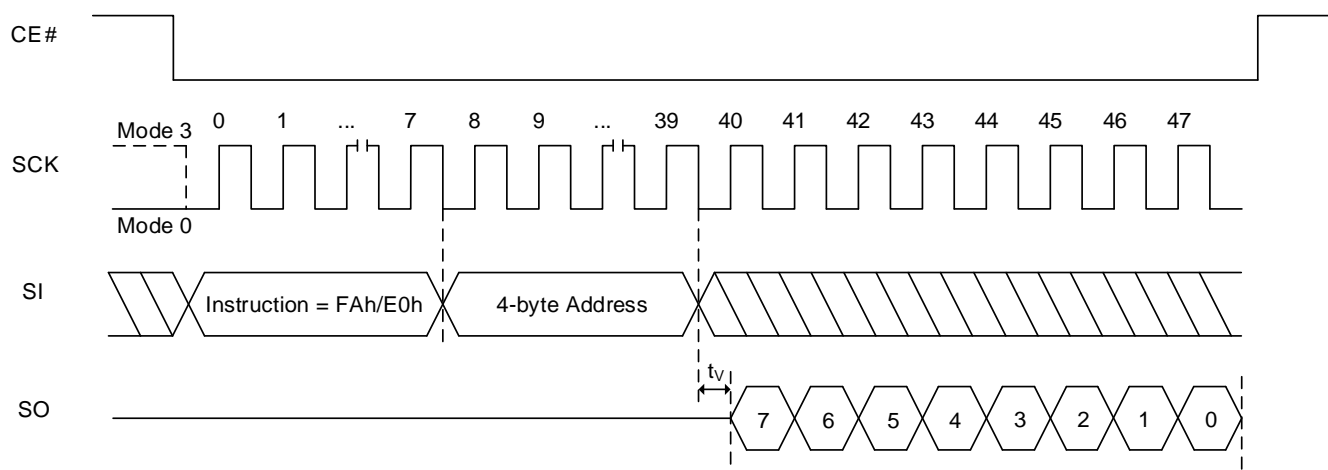 CE#
Mode 3
0 1 ... 7 8 9 ... 39 40 41 42 43 44 45 46 47
SCK
Mode 0
SI
Instruction = FAh/E0h
4-byte Address
tV
SO
7 6 5 4 3 2 1 0